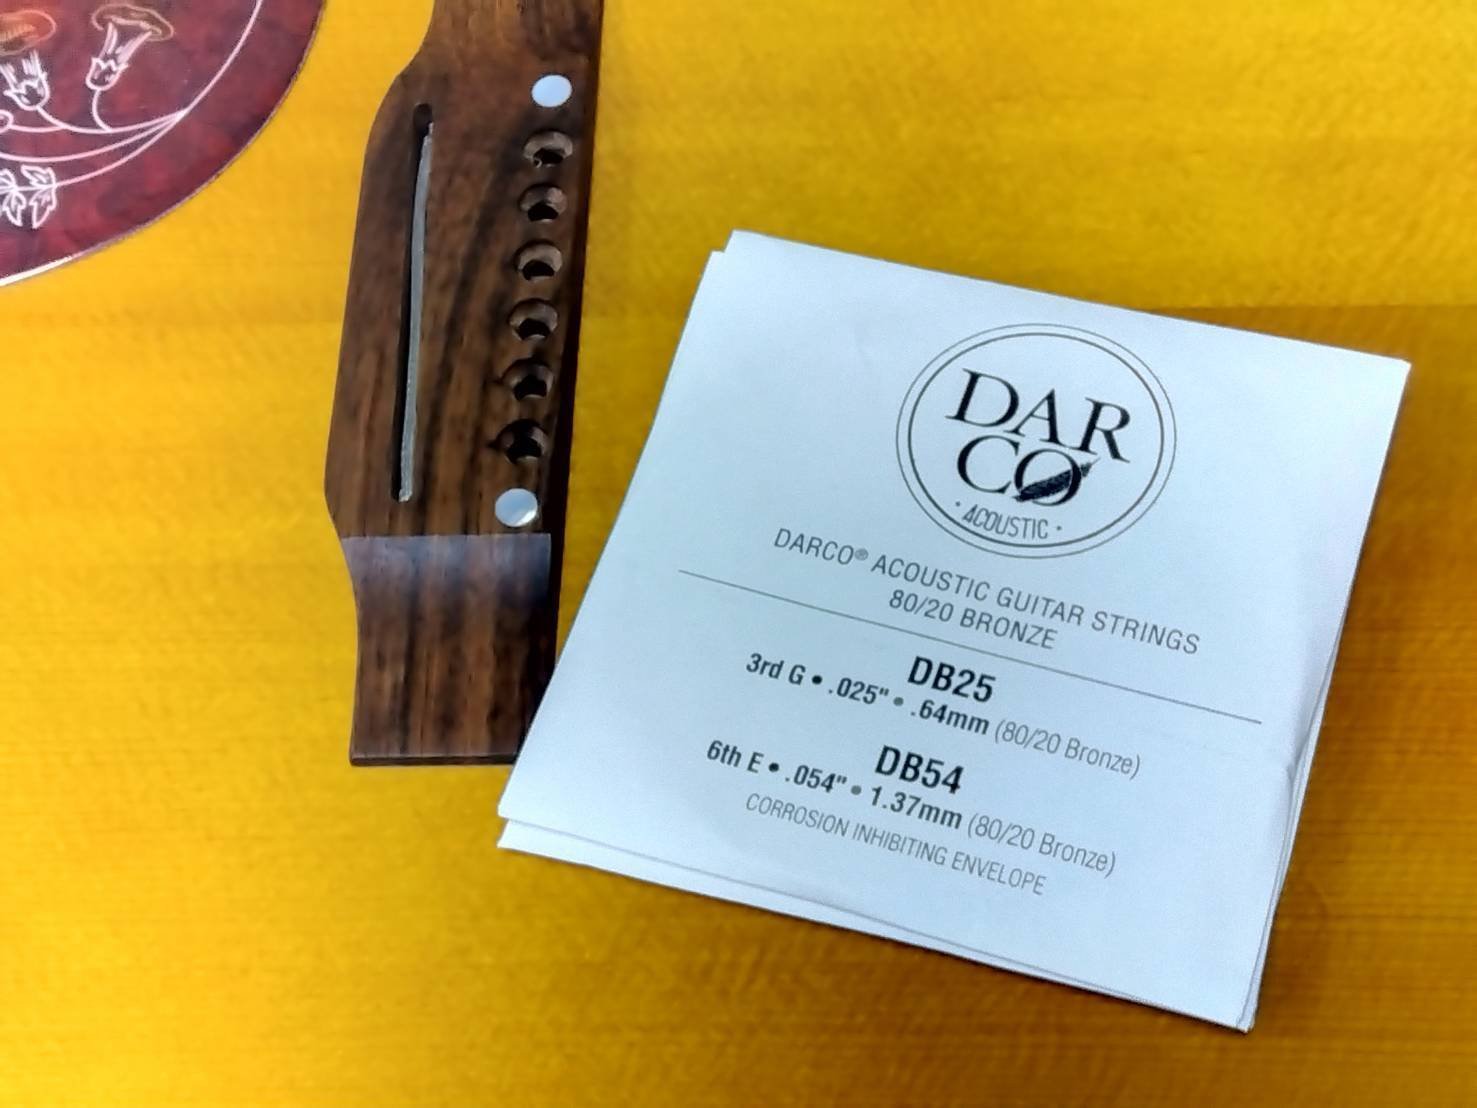 DAR
CO
• ACOUSTIC •
DARCO® ACOUSTIC GUITAR STRINGS
80/20 BRONZE
DB25
3rd G • .025" • .64mm (80/20 Bronze)
DB54
6th E • .054" • 1.37mm (80/20 Bronze)
CORROSION INHIBITING ENVELOPE